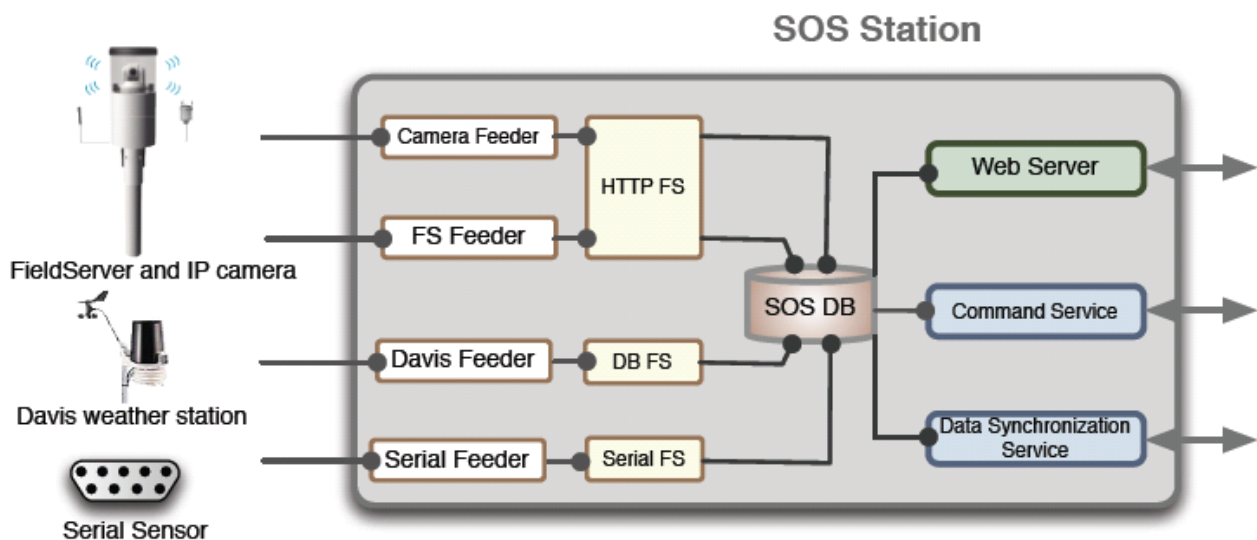 SOS Station
Camera Feeder
HTTP FS
Web Server
FS Feeder
FieldServer and IP camera
SOS DB
Command Service
Davis Feeder
DB FS
Davis weather station
Data Synchronization
Service
Serial Feeder
Serial FS
Serial Sensor